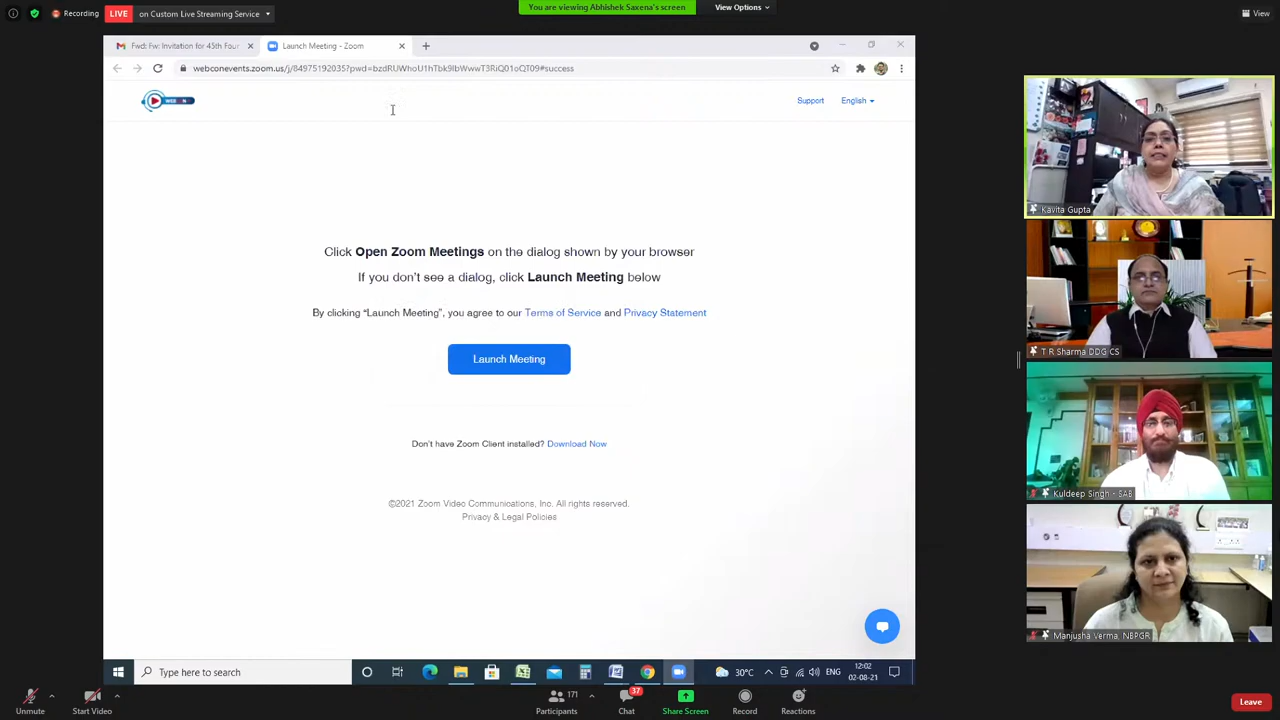 Recording
LIVE
on Custom Live Streaming Service
You are viewing Abhishek Saxena's screen
View Options
View
Fwd: Fw: Invitation for 45th Four
Launch Meeting - Zoom
Support
English
Click Open Zoom Meetings on the dialog shown by your browser
If you don't see a dialog, click Launch Meeting below
By clicking "Launch Meeting", you agree to our Terms of Service and Privacy Statement
Launch Meeting
Don't have Zoom Client installed? Download Now
©2021 Zoom Video Communications, Inc. All rights reserved.
Privacy & Legal Policies
Kavita Gupta
T R Sharma DDG CS
Kuldeep Singh - SABI
Manjusha Verma, NBPGR
Type here to search
30°C
12:02
02-08-21
Unmute
Start Video
171
Participants
37
Chat
Share Screen
Record
Reactions
Leave